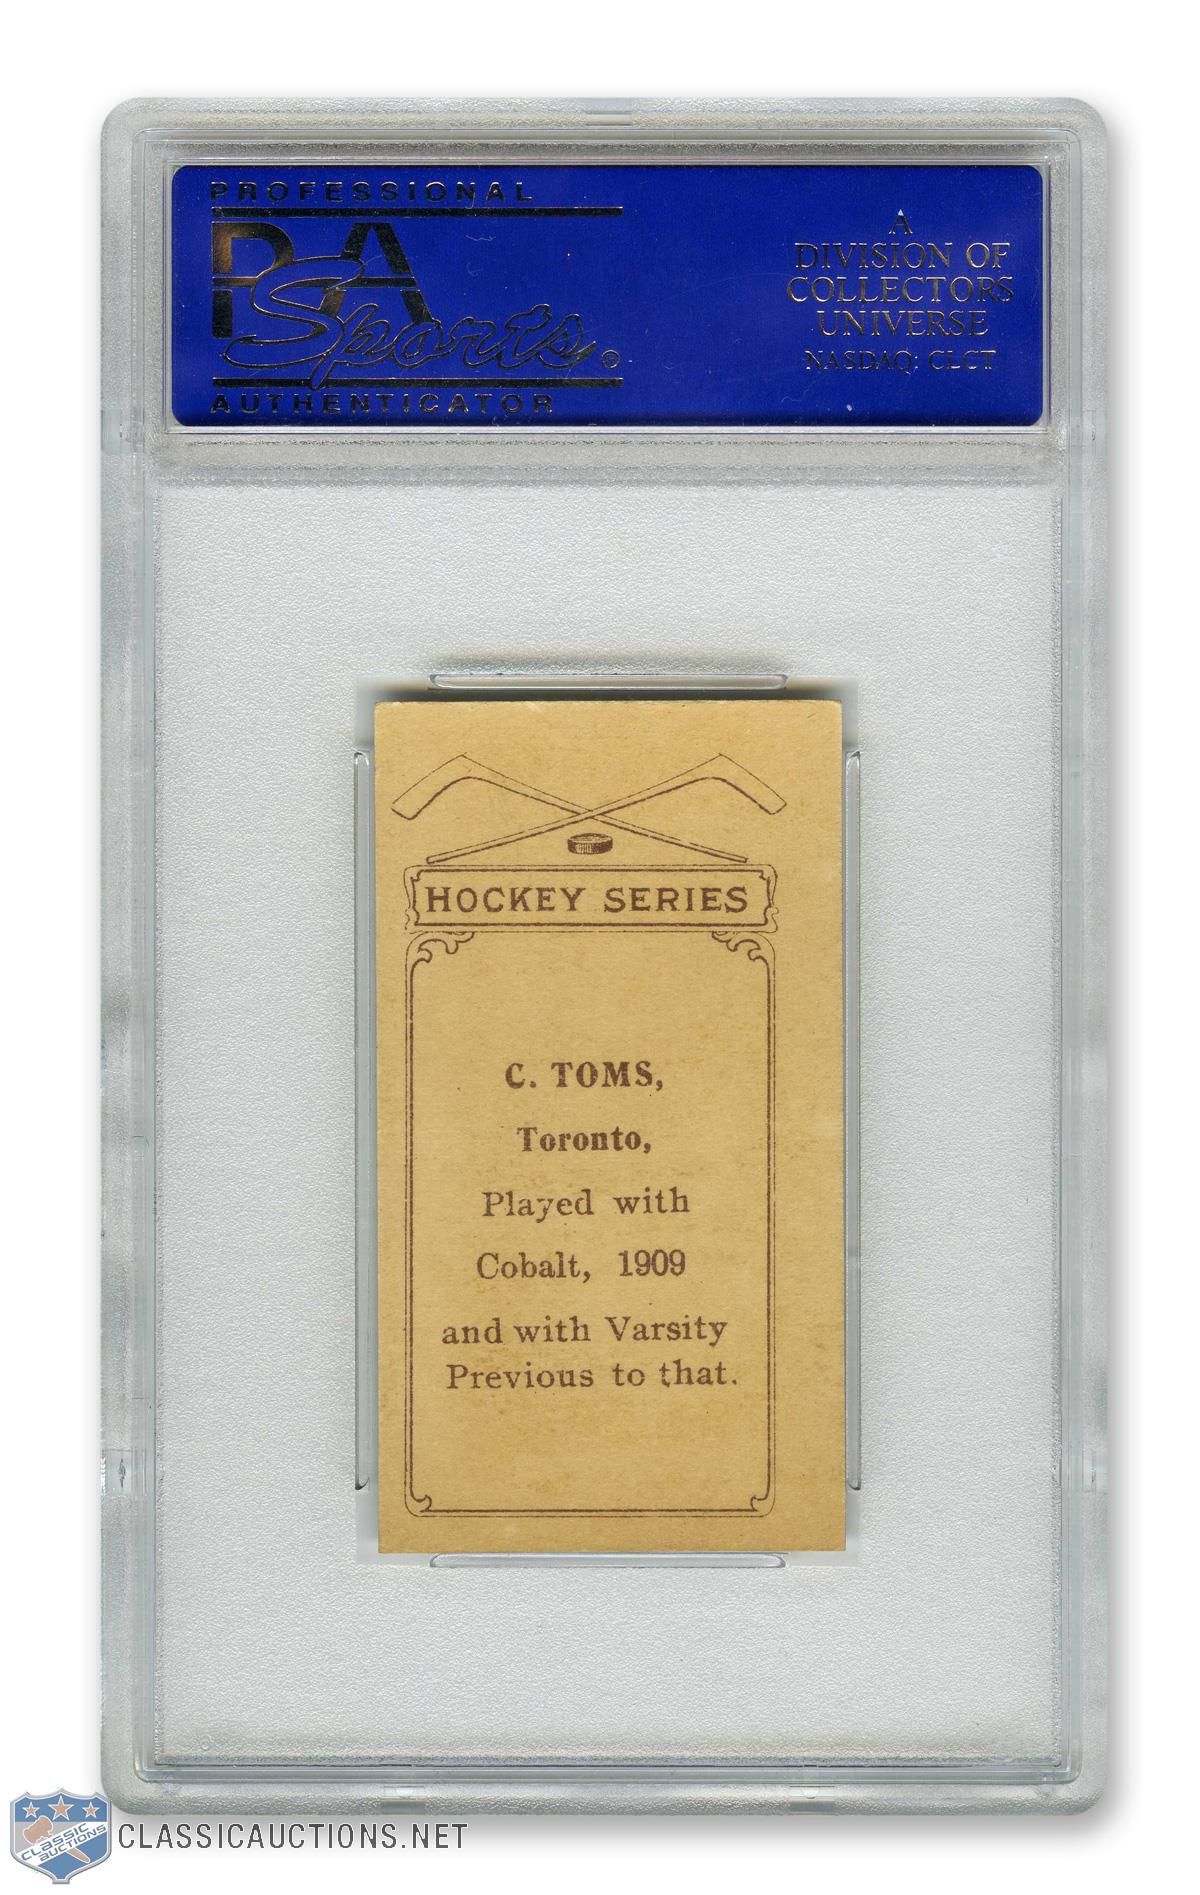 PROFESSIONAL
PSA
Sports®
AUTHENTICATOR
A
DIVISION OF
COLLECTORS
UNIVERSE
NASDAQ: CLCT
HOCKEY SERIES
C. TOMS,
Toronto,
Played with
Cobalt, 1909
and with Varsity
Previous to that.
CLASSIC
AUCTIONS
CLASSICAUCTIONS.NET